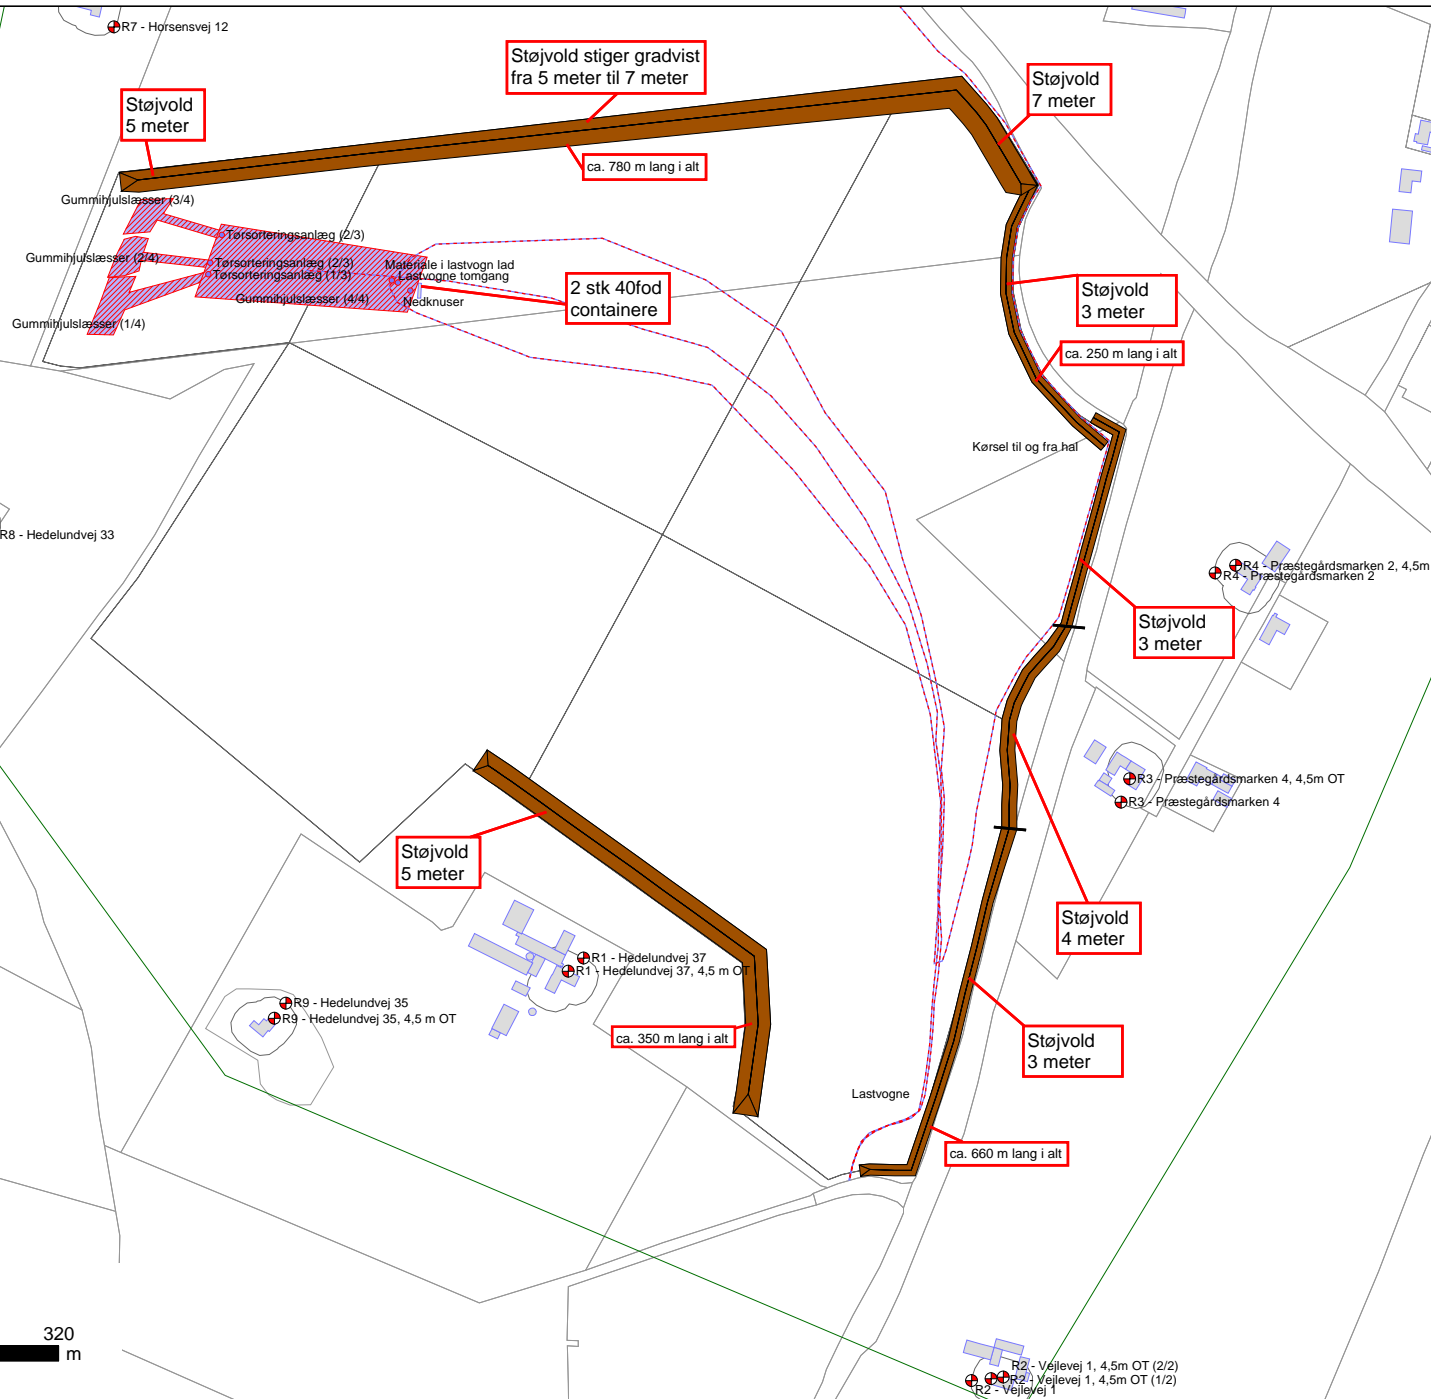 R7 - Horsensvej 12
Støjvold stiger gradvist
fra 5 meter til 7 meter
Støjvold
7 meter
Støjvold
5 meter
ca. 780 m lang i alt
Gummihjulslæsser (3/4)
Tørsorteringsanlæg (2/3)
Gummihjulslæsser (2/4)
Tørsorteringsanlæg (2/3)
Tørsorteringsanlæg (1/3)
Materiale i lastvogn lad
Lastvogne tomgang
Gummihjulslæsser (4/4)
Nedknuser
Gummihjulslæsser (1/4)
2 stk 40fod
containere
Støjvold
3 meter
ca. 250 m lang i alt
Kørsel til og fra hal
R8 - Hedelundvej 33
R4 - Præstegårdsmarken 2, 4,5m
R4 - Præstegårdsmarken 2
Støjvold
3 meter
R3 - Præstegårdsmarken 4, 4,5m OT
R3 - Præstegårdsmarken 4
Støjvold
5 meter
Støjvold
4 meter
R1 - Hedelundvej 37
R1 - Hedelundvej 37, 4,5 m OT
R9 - Hedelundvej 35
R9 - Hedelundvej 35, 4,5 m OT
ca. 350 m lang i alt
Støjvold
3 meter
Lastvogne
ca. 660 m lang i alt
320
m
R2 - Vejlevej 1, 4,5m OT (2/2)
R2 - Vejlevej 1, 4,5m OT (1/2)
R2 - Vejlevej 1